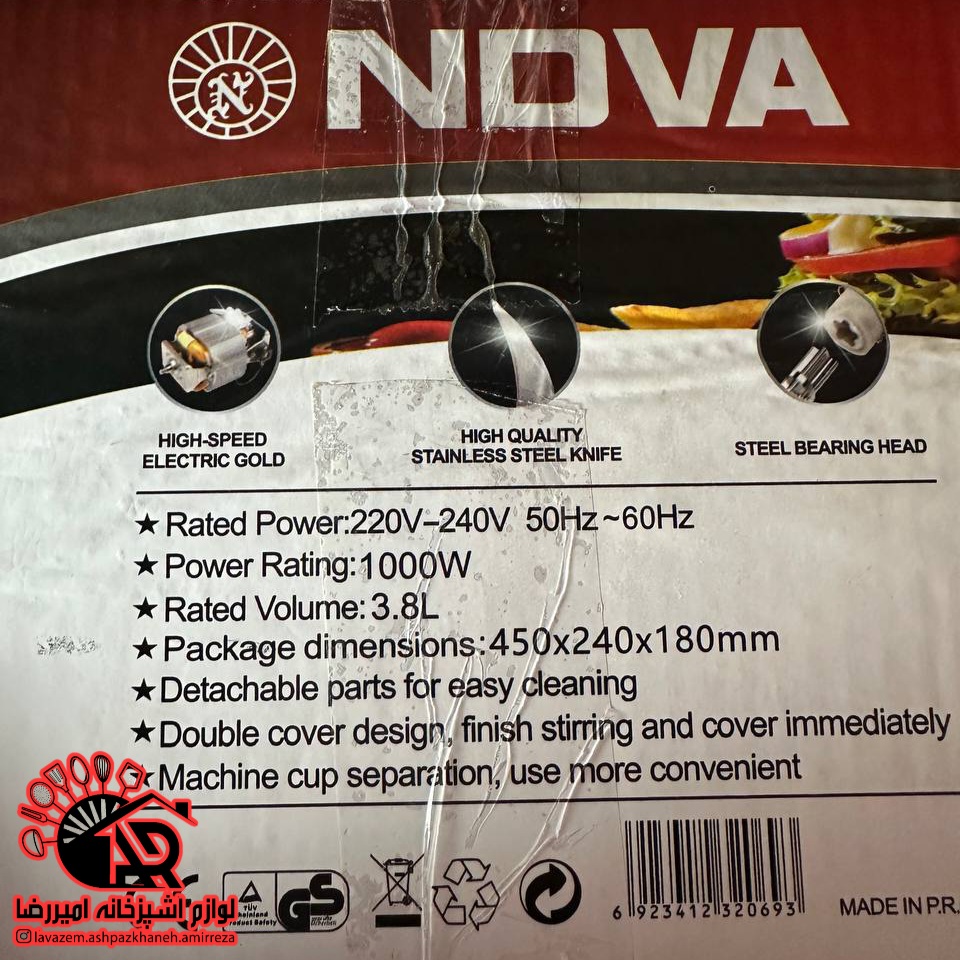 N
NOVA
HIGH-SPEED
ELECTRIC GOLD
HIGH QUALITY
STAINLESS STEEL KNIFE
STEEL BEARING HEAD
★ Rated Power:220V–240V 50Hz~60Hz
★ Power Rating:1000W
★ Rated Volume:3.8L
★ Package dimensions:450x240x180mm
★ Detachable parts for easy cleaning
★ Double cover design, finish stirring and cover immediately
★ Machine cup separation, use more convenient
TÜV
Product Safety
GS
6 923412 320693
MADE IN P.R.
لوازم آشپزخانه امیررضا
lavazem.ashpazkhaneh.amirreza